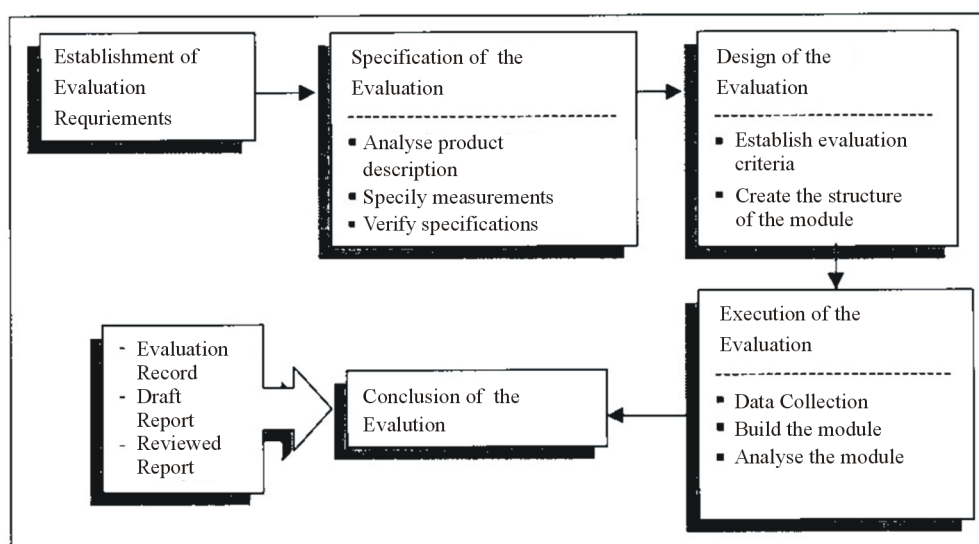 Establishment of
Evaluation
Requriements
Specification of the
Evaluation
▪ Analyse product
description
▪ Specily measurements
▪ Verify specifications
Design of the
Evaluation
▪ Establish evaluation
criteria
▪ Create the structure
of the module
Execution of the
Evaluation
▪ Data Collection
▪ Build the module
▪ Analyse the module
Conclusion of the
Evalution
- Evaluation
Record
- Draft
Report
- Reviewed
Report